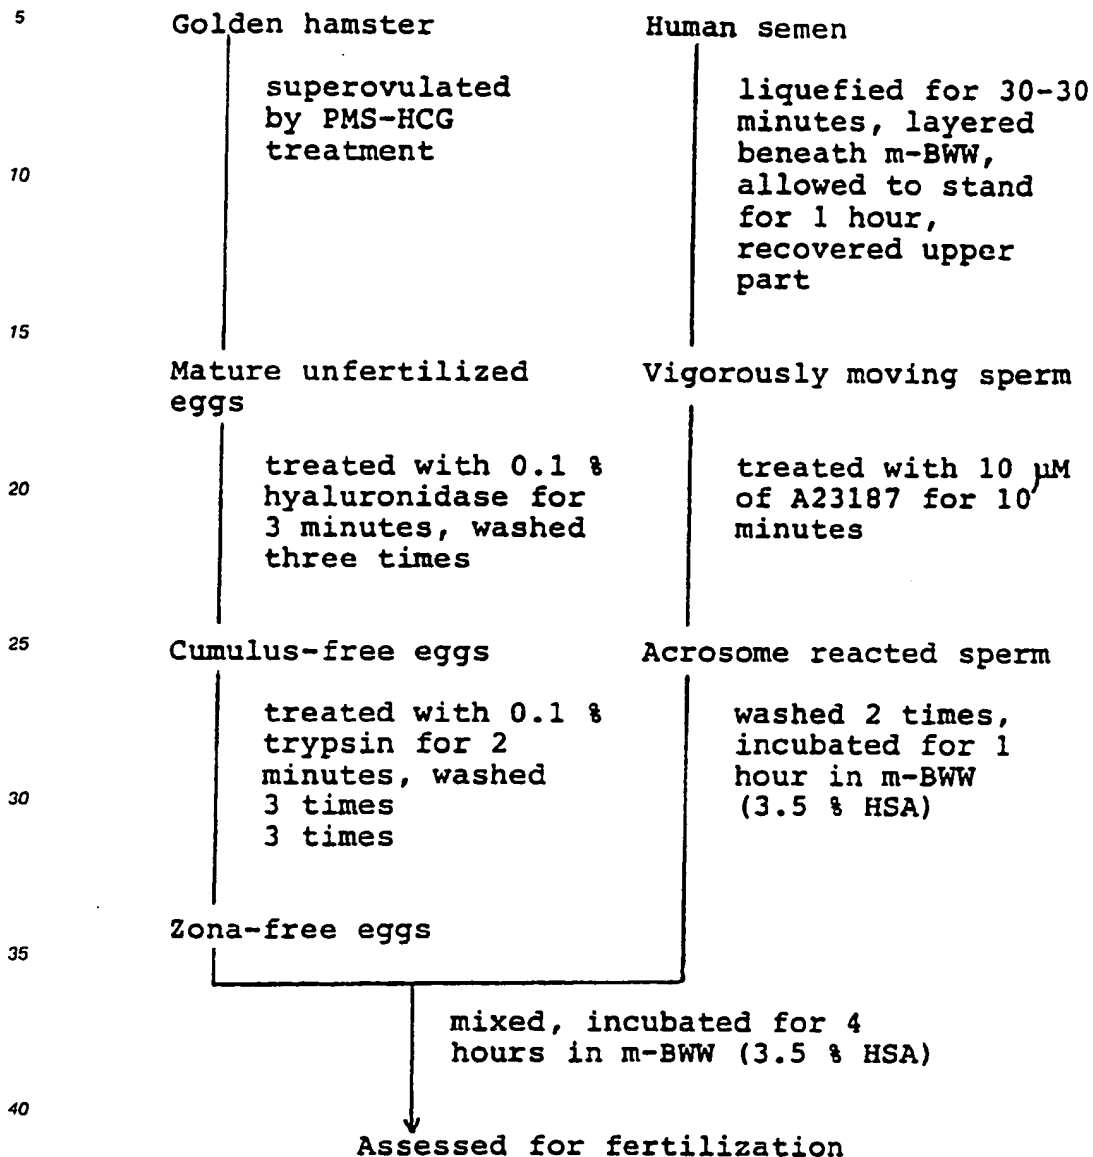 5
Golden hamster
superovulated
by PMS-HCG
treatment
10
15
Mature unfertilized
eggs
treated with 0.1 %
hyaluronidase for
3 minutes, washed
three times
20
25
Cumulus-free eggs
treated with 0.1 %
trypsin for 2
minutes, washed
3 times
3 times
30
Zona-free eggs
35
Human semen
liquefied for 30-30
minutes, layered
beneath m-BWW,
allowed to stand
for 1 hour,
recovered upper
part
Vigorously moving sperm
treated with 10 µM
of A23187 for 10
minutes
Acrosome reacted sperm
washed 2 times,
incubated for 1
hour in m-BWW
(3.5 % HSA)
mixed, incubated for 4
hours in m-BWW (3.5 % HSA)
40
Assessed for fertilization